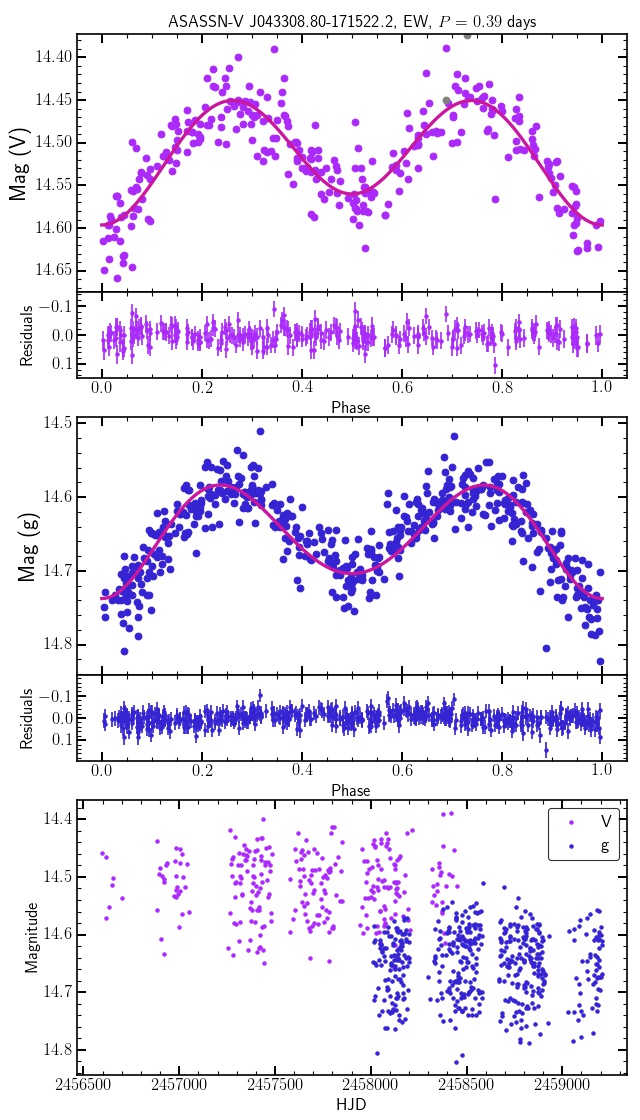 ASASSN-V J043308.80-171522.2, EW, P = 0.39 days
14.40
14.45
14.50
14.55
14.60
14.65
Mag (V)
−0.1
0.0
0.1
Residuals
0.0 0.2 0.4 0.6 0.8 1.0
Phase
14.5
14.6
14.7
14.8
Mag (g)
−0.1
0.0
0.1
Residuals
0.0 0.2 0.4 0.6 0.8 1.0
Phase
14.4
14.5
14.6
14.7
14.8
Magnitude
V
g
2456500 2457000 2457500 2458000 2458500 2459000
HJD